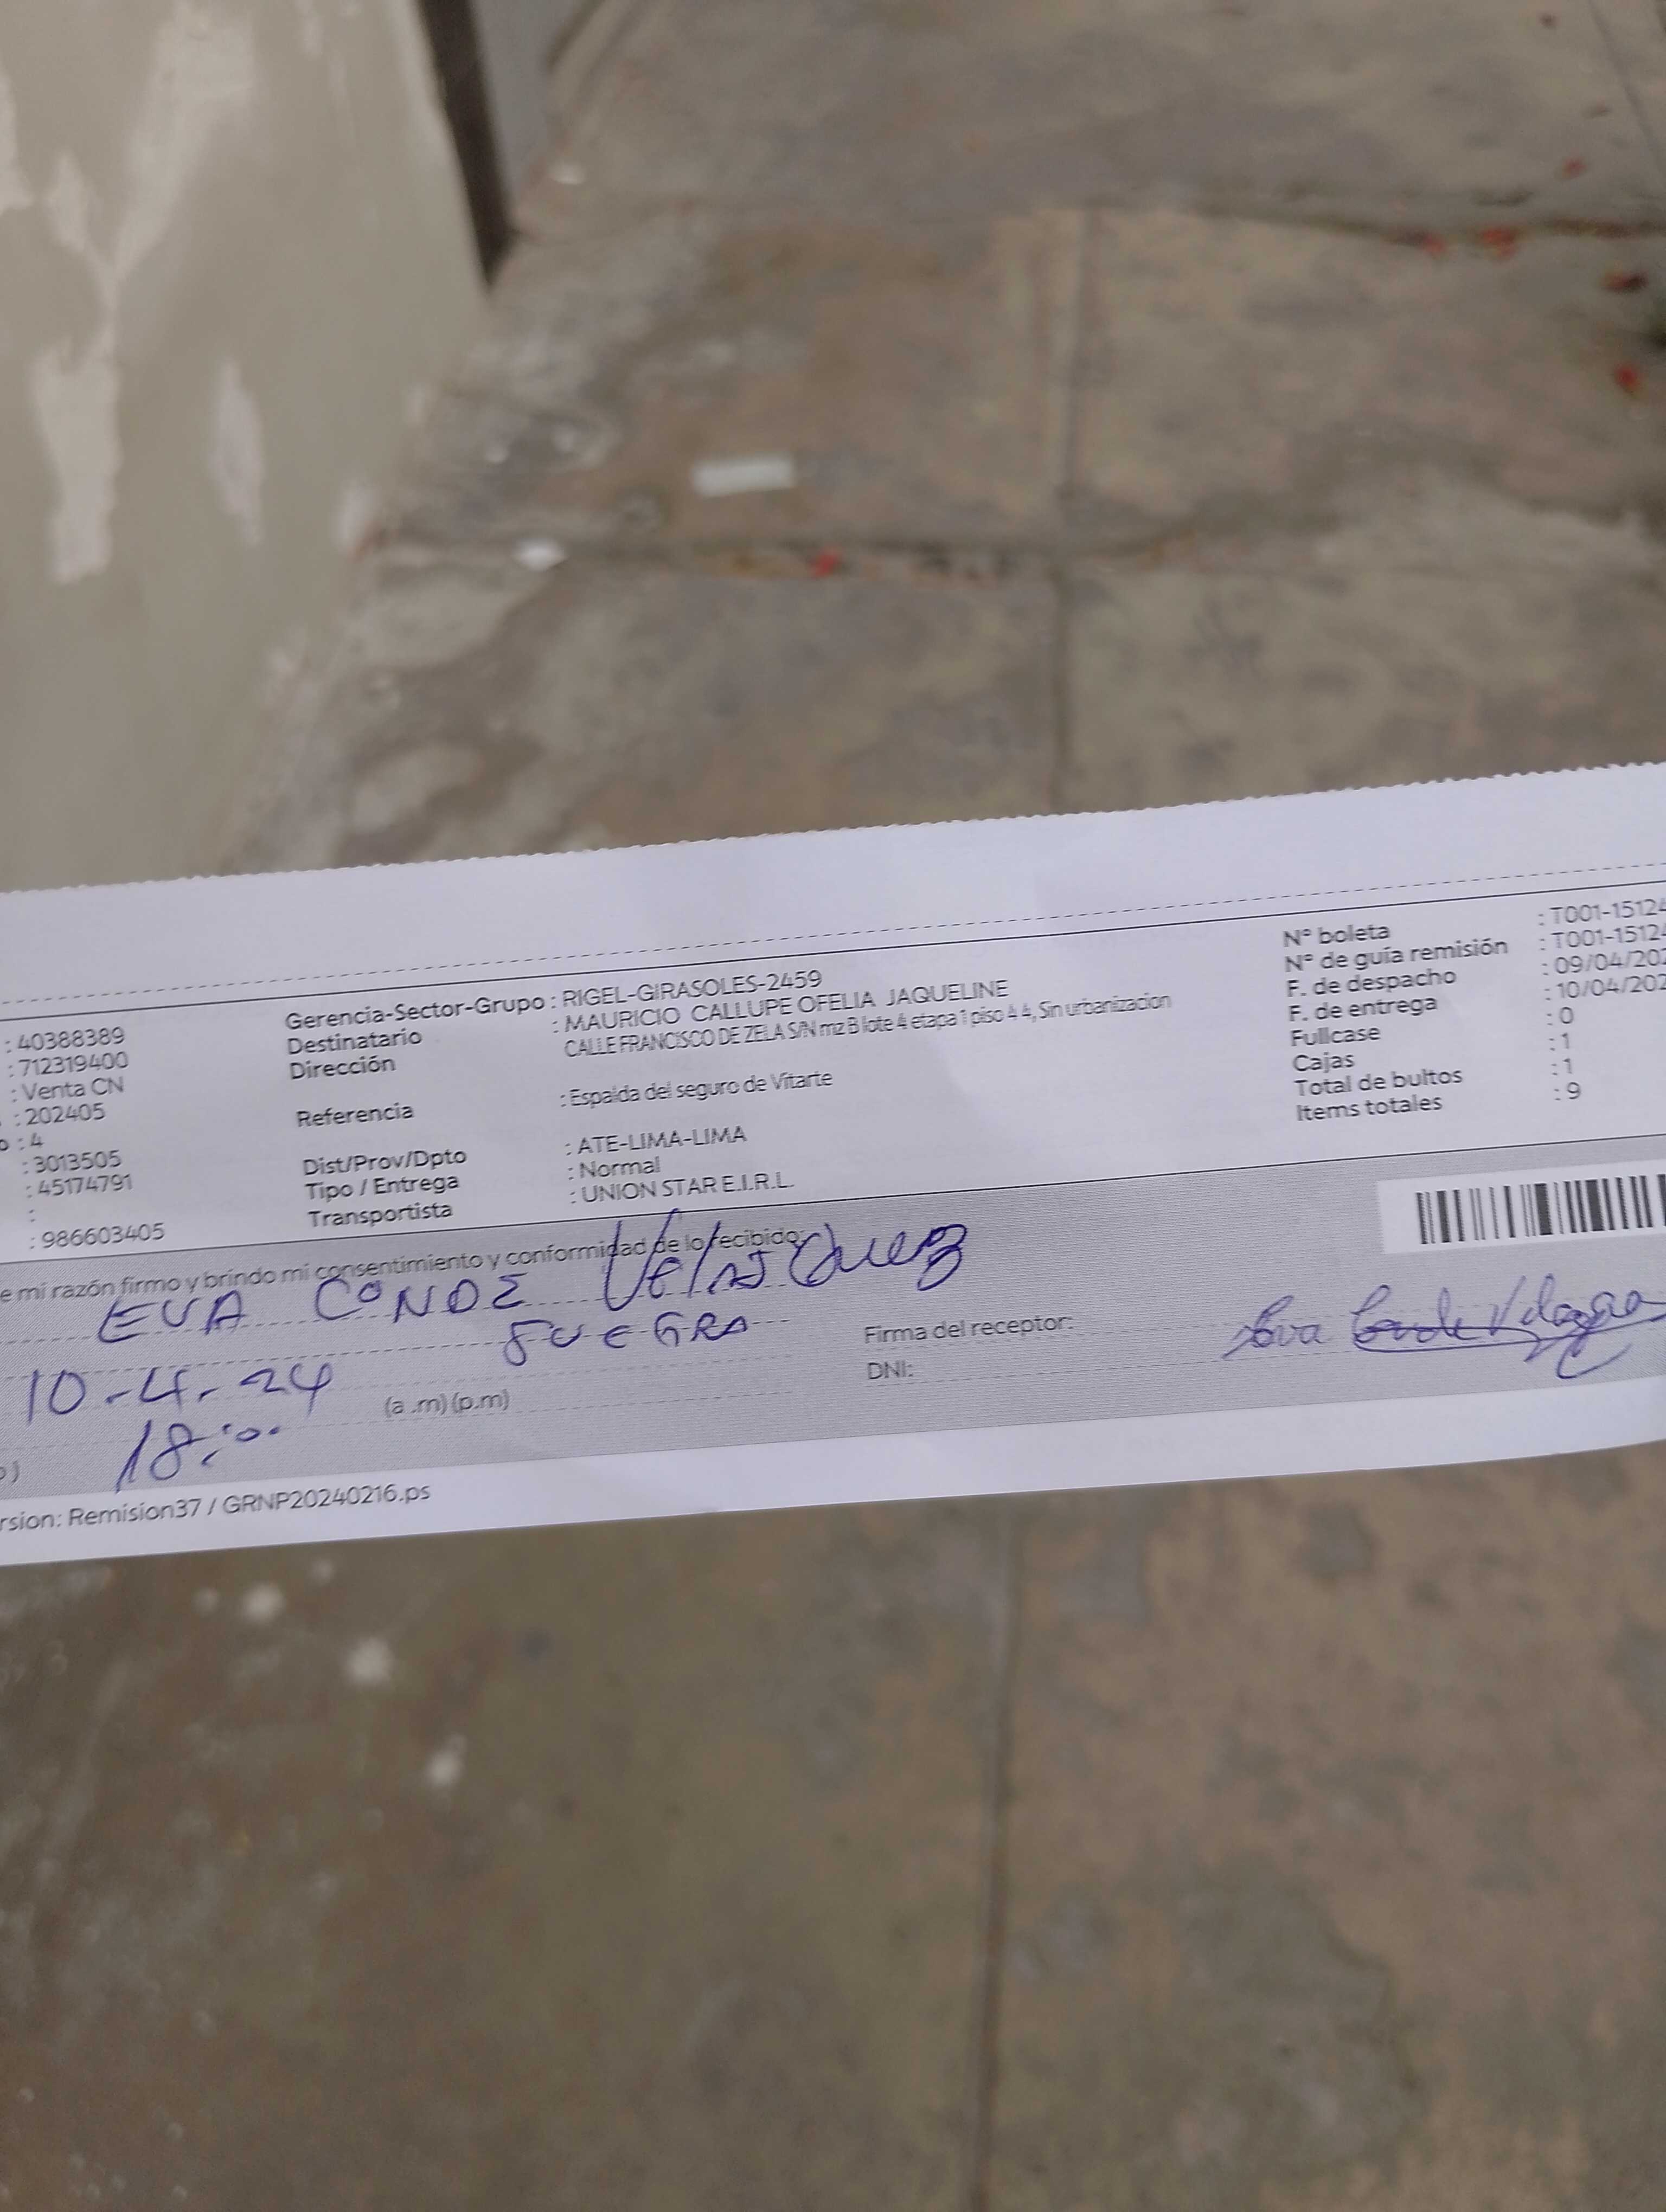 : 40388389
: 712319400
: Venta CN
: 202405
o : 4
: 3013505
: 45174791
:
: 986603405
Gerencia-Sector-Grupo : RIGEL-GIRASOLES-2459
Destinatario : MAURICIO CALLUPE OFELIA JAQUELINE
Dirección CALLE FRANCISCO DE ZELA S/N mz B lote 4 etapa 1 piso 4 4, Sin urbanizacion
Referencia : Espalda del seguro de Vitarte
Dist/Prov/Dpto : ATE-LIMA-LIMA
Tipo / Entrega : Normal
Transportista : UNION STAR E.I.R.L.
N° boleta : T001-15124
N° de guía remisión : T001-15124
F. de despacho : 09/04/202
F. de entrega : 10/04/202
Fullcase : 0
Cajas : 1
Total de bultos : 1
Items totales : 9
e mi razón firmo y brindo mi consentimiento y conformidad de lo recibido:
EVA CONDE Velasquez
SUEGRA
Firma del receptor: Eva Conde Velasquez
DNI:
10-4-24
(a .m) (p.m)
18:00
o )
rsion: Remision37 / GRNP20240216.ps